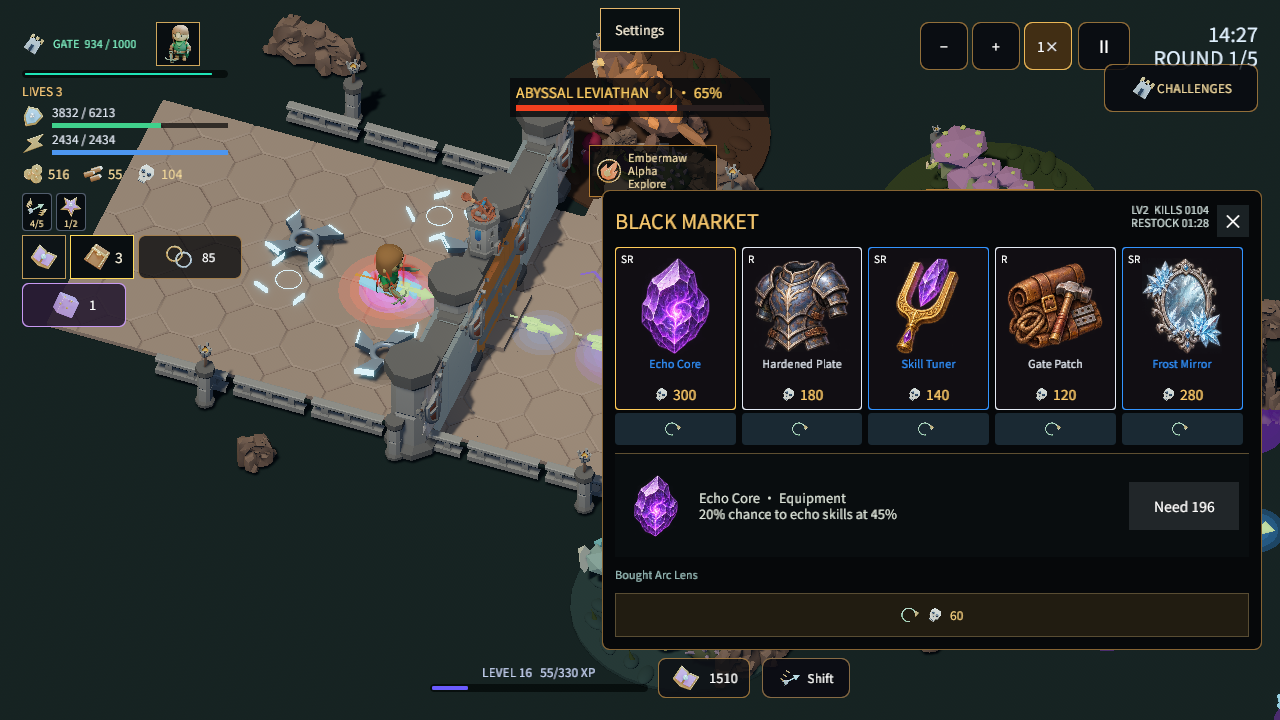 GATE 934 / 1000
LIVES 3
3832 / 6213
2434 / 2434
516
55
104
4/5
1/2
3
85
1
Settings
ABYSSAL LEVIATHAN • I • 65%
Embermaw
Alpha
Explore
−
+
1×
14:27
ROUND 1/5
CHALLENGES
BLACK MARKET
LV2 KILLS 0104
RESTOCK 01:28
SR
Echo Core
300
R
Hardened Plate
180
SR
Skill Tuner
140
R
Gate Patch
120
SR
Frost Mirror
280
Echo Core • Equipment
20% chance to echo skills at 45%
Need 196
Bought Arc Lens
60
LEVEL 16 55/330 XP
1510
Shift